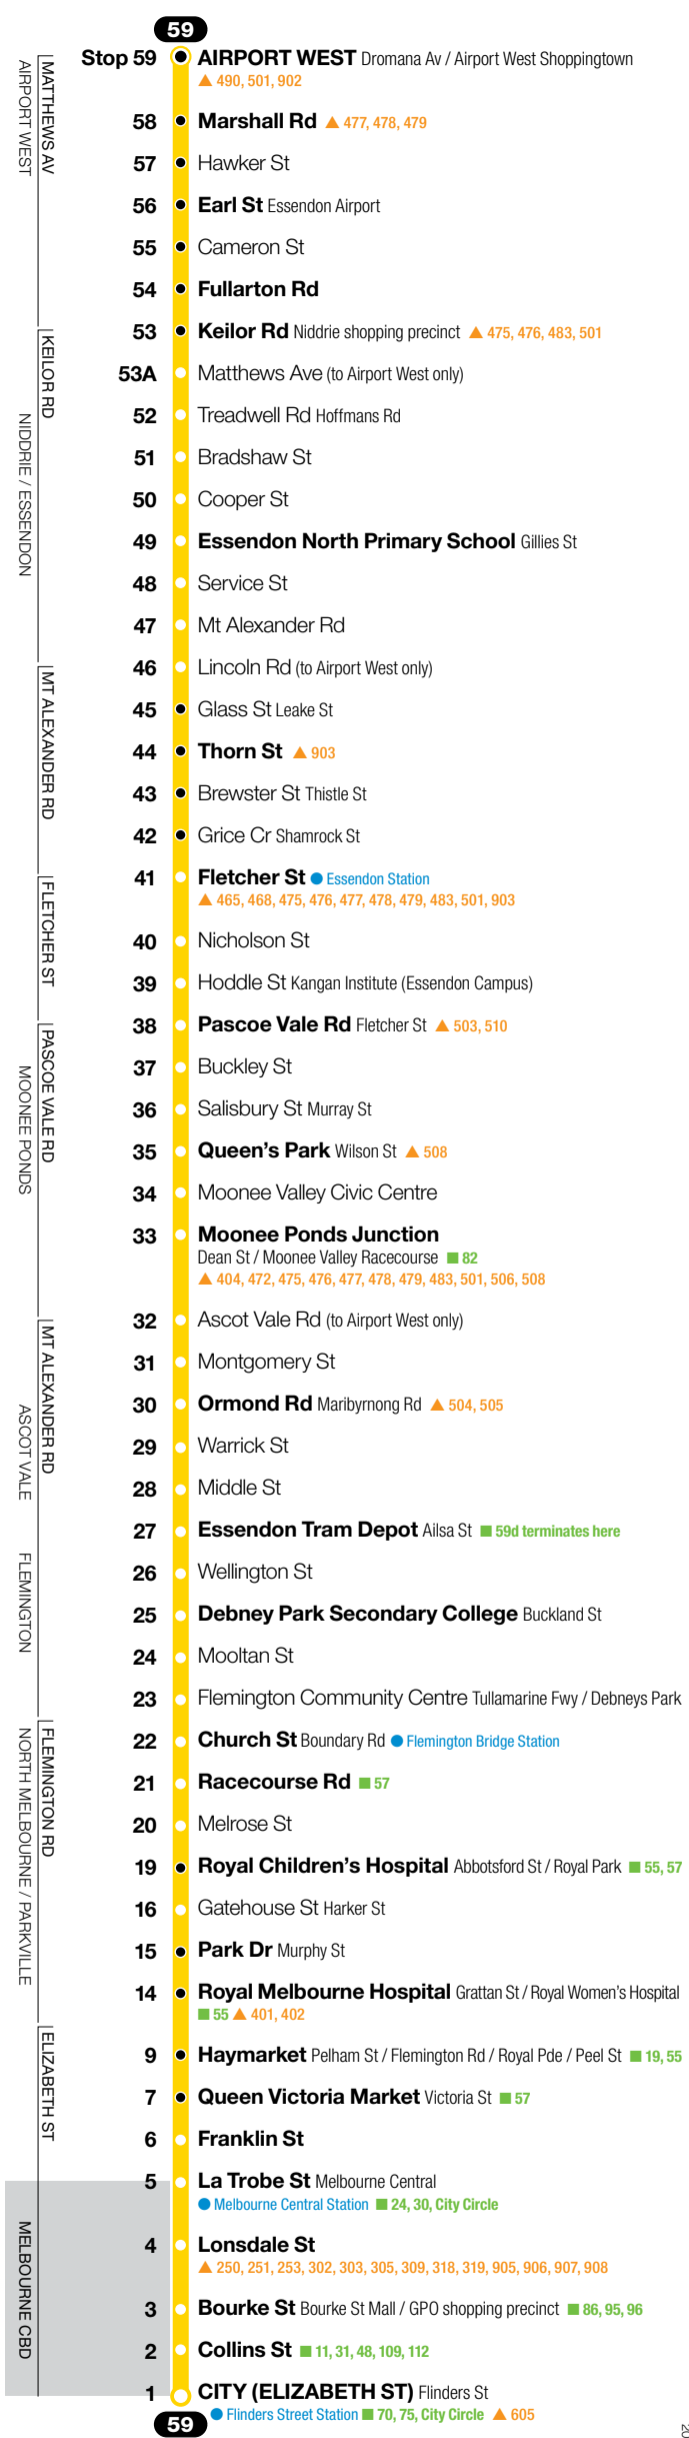 59
Stop 59 AIRPORT WEST Dromana Av / Airport West Shoppingtown
▲ 490, 501, 902
58 Marshall Rd ▲ 477, 478, 479
57 Hawker St
56 Earl St Essendon Airport
55 Cameron St
54 Fullarton Rd
MATTHEWS AV
AIRPORT WEST
53 Keilor Rd Niddrie shopping precinct ▲ 475, 476, 483, 501
53A Matthews Ave (to Airport West only)
52 Treadwell Rd Hoffmans Rd
51 Bradshaw St
50 Cooper St
49 Essendon North Primary School Gillies St
48 Service St
47 Mt Alexander Rd
KEILOR RD
NIDDRIE / ESSENDON
46 Lincoln Rd (to Airport West only)
45 Glass St Leake St
44 Thorn St ▲ 903
43 Brewster St Thistle St
42 Grice Cr Shamrock St
MT ALEXANDER RD
41 Fletcher St ● Essendon Station
▲ 465, 468, 475, 476, 477, 478, 479, 483, 501, 903
40 Nicholson St
39 Hoddle St Kangan Institute (Essendon Campus)
FLETCHER ST
38 Pascoe Vale Rd Fletcher St ▲ 503, 510
37 Buckley St
36 Salisbury St Murray St
35 Queen's Park Wilson St ▲ 508
34 Moonee Valley Civic Centre
33 Moonee Ponds Junction
Dean St / Moonee Valley Racecourse ■ 82
▲ 404, 472, 475, 476, 477, 478, 479, 483, 501, 506, 508
PASCOE VALE RD
MOONEE PONDS
32 Ascot Vale Rd (to Airport West only)
31 Montgomery St
30 Ormond Rd Maribyrnong Rd ▲ 504, 505
29 Warrick St
28 Middle St
27 Essendon Tram Depot Ailsa St ■ 59d terminates here
26 Wellington St
25 Debney Park Secondary College Buckland St
24 Mooltan St
23 Flemington Community Centre Tullamarine Fwy / Debneys Park
MT ALEXANDER RD
ASCOT VALE
FLEMINGTON
22 Church St Boundary Rd ● Flemington Bridge Station
21 Racecourse Rd ■ 57
20 Melrose St
19 Royal Children's Hospital Abbotsford St / Royal Park ■ 55, 57
16 Gatehouse St Harker St
15 Park Dr Murphy St
14 Royal Melbourne Hospital Grattan St / Royal Women's Hospital
■ 55 ▲ 401, 402
FLEMINGTON RD
NORTH MELBOURNE / PARKVILLE
9 Haymarket Pelham St / Flemington Rd / Royal Pde / Peel St ■ 19, 55
7 Queen Victoria Market Victoria St ■ 57
6 Franklin St
5 La Trobe St Melbourne Central
● Melbourne Central Station ■ 24, 30, City Circle
4 Lonsdale St
▲ 250, 251, 253, 302, 303, 305, 309, 318, 319, 905, 906, 907, 908
3 Bourke St Bourke St Mall / GPO shopping precinct ■ 86, 95, 96
2 Collins St ■ 11, 31, 48, 109, 112
1 CITY (ELIZABETH ST) Flinders St
● Flinders Street Station ■ 70, 75, City Circle ▲ 605
ELIZABETH ST
MELBOURNE CBD
59